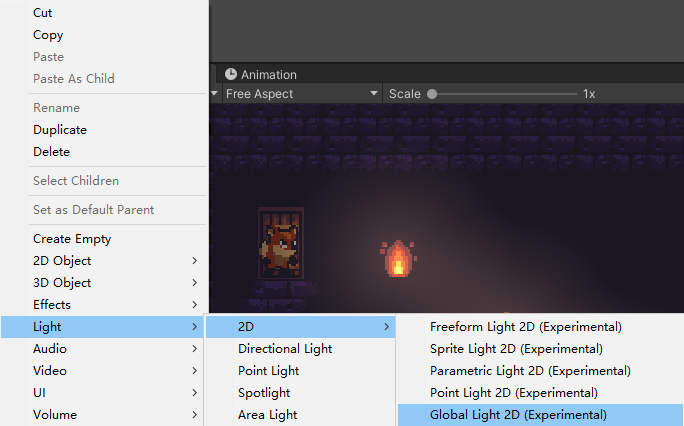 Cut
Copy
Paste
Paste As Child
Rename
Duplicate
Delete
Select Children
Set as Default Parent
Create Empty
2D Object
3D Object
Effects
Light
Audio
Video
UI
Volume
Animation
Free Aspect
Scale
1x
2D
Directional Light
Point Light
Spotlight
Area Light
Freeform Light 2D (Experimental)
Sprite Light 2D (Experimental)
Parametric Light 2D (Experimental)
Point Light 2D (Experimental)
Global Light 2D (Experimental)